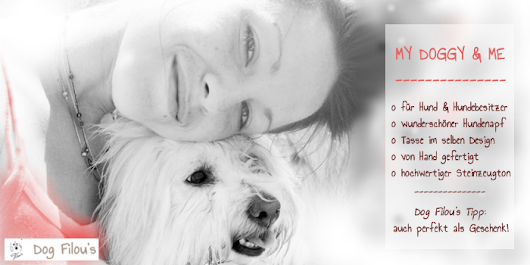 MY DOGGY & ME
o für Hund & Hundebesitzer
o wunderschöner Hundenapf
o Tasse im selben Design
o von Hand gefertigt
o hochwertiger Steinzeugton
Dog Filou's Tipp:
auch perfekt als Geschenk!
Dog Filou's